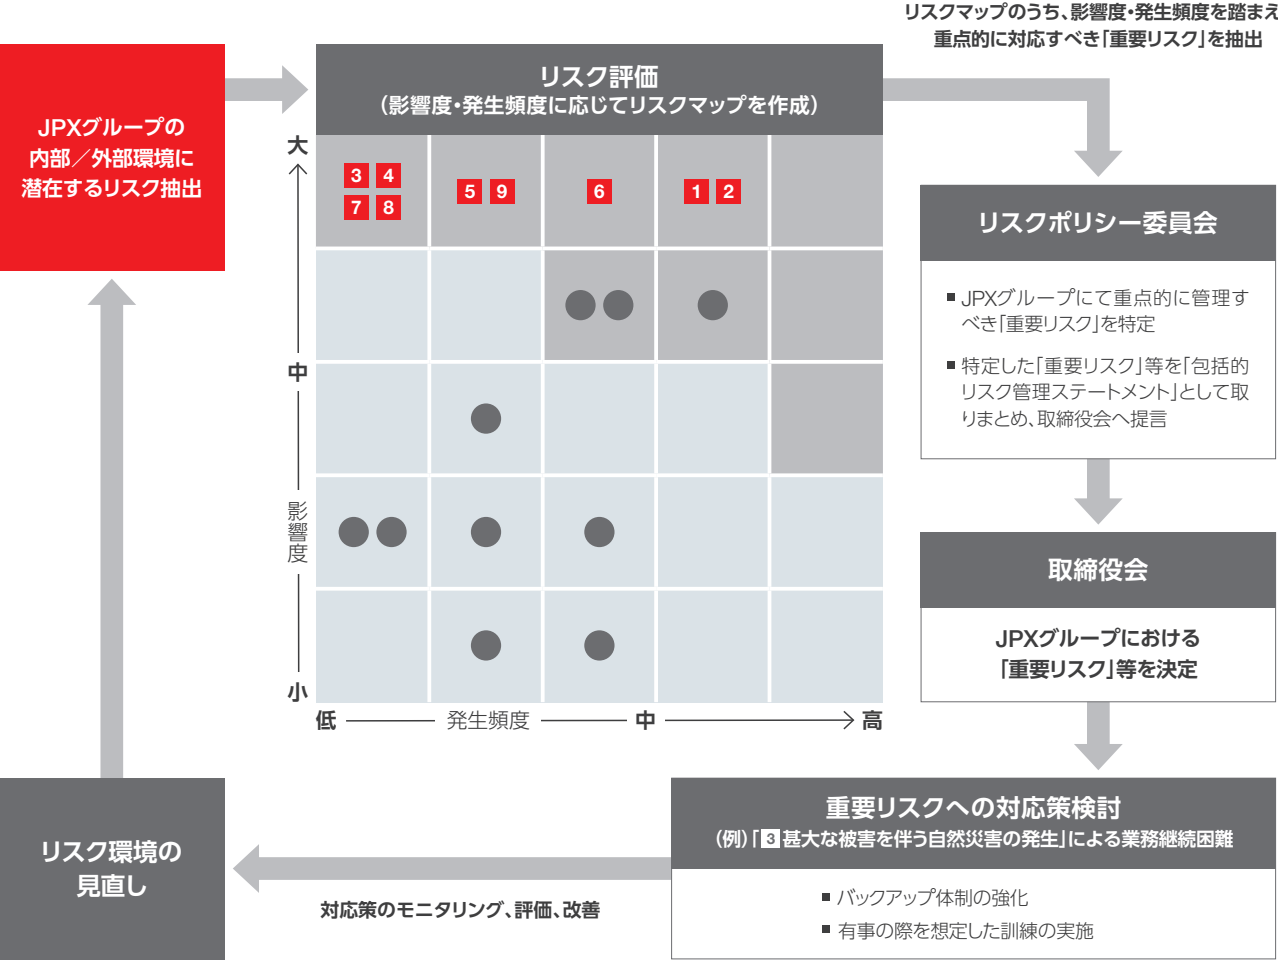 リスクマップのうち、影響度・発生頻度を踏まえ
重点的に対応すべき「重要リスク」を抽出
JPXグループの
内部／外部環境に
潜在するリスク抽出
リスク評価
（影響度・発生頻度に応じてリスクマップを作成）
大
3 4
7 8
5 9
6
1 2
中
影響度
小
低
発生頻度
中
高
リスクポリシー委員会
■ JPXグループにて重点的に管理す
べき「重要リスク」を特定
■ 特定した「重要リスク」等を「包括的
リスク管理ステートメント」として取
りまとめ、取締役会へ提言
取締役会
JPXグループにおける
「重要リスク」等を決定
重要リスクへの対応策検討
（例）「3 甚大な被害を伴う自然災害の発生」による業務継続困難
■ バックアップ体制の強化
■ 有事の際を想定した訓練の実施
対応策のモニタリング、評価、改善
リスク環境の
見直し